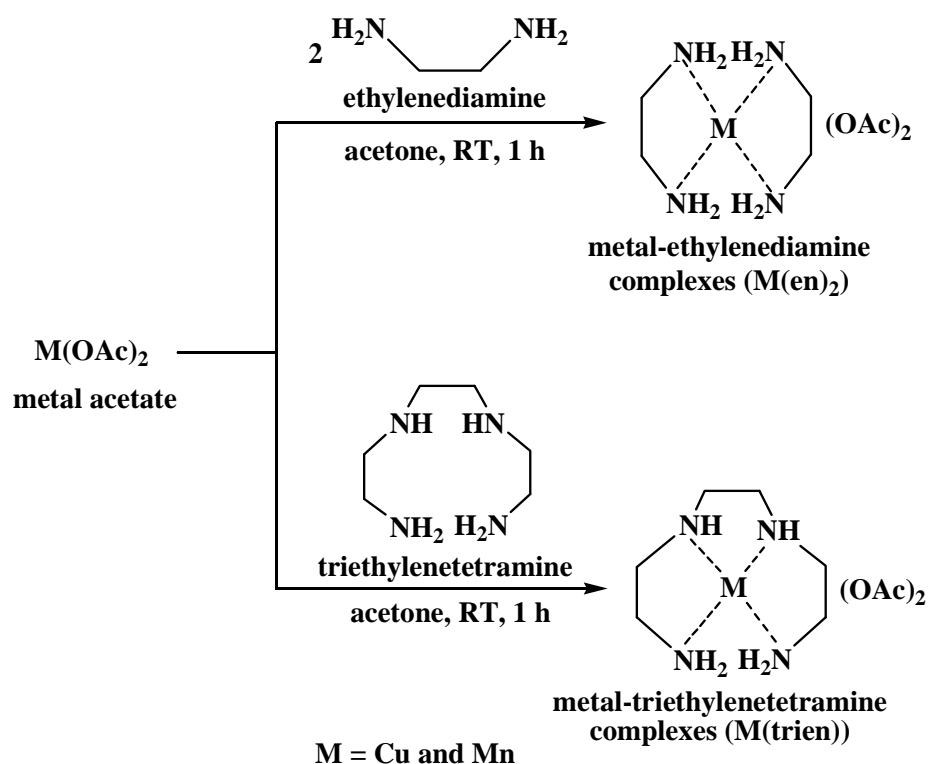 2 H₂N NH₂
ethylenediamine
acetone, RT, 1 h
NH₂ H₂N
M
(OAc)₂
NH₂ H₂N
metal-ethylenediamine
complexes (M(en)₂)
M(OAc)₂
metal acetate
NH HN
NH₂ H₂N
triethylenetetramine
acetone, RT, 1 h
NH NH
M
(OAc)₂
NH₂ H₂N
metal-triethylenetetramine
complexes (M(trien))
M = Cu and Mn